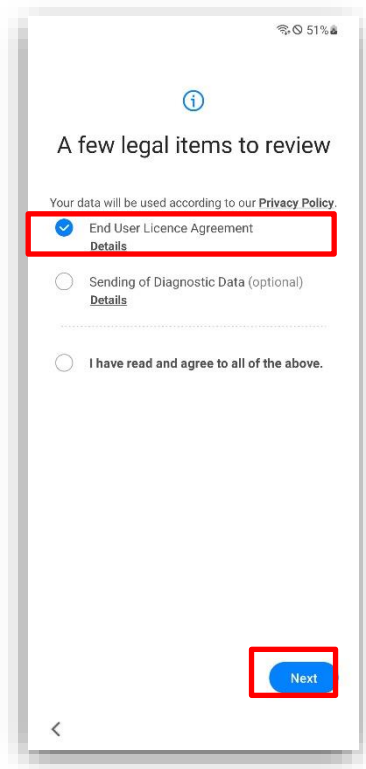 51%
A few legal items to review
Your data will be used according to our Privacy Policy.
End User Licence Agreement
Details
Sending of Diagnostic Data (optional)
Details
I have read and agree to all of the above.
Next